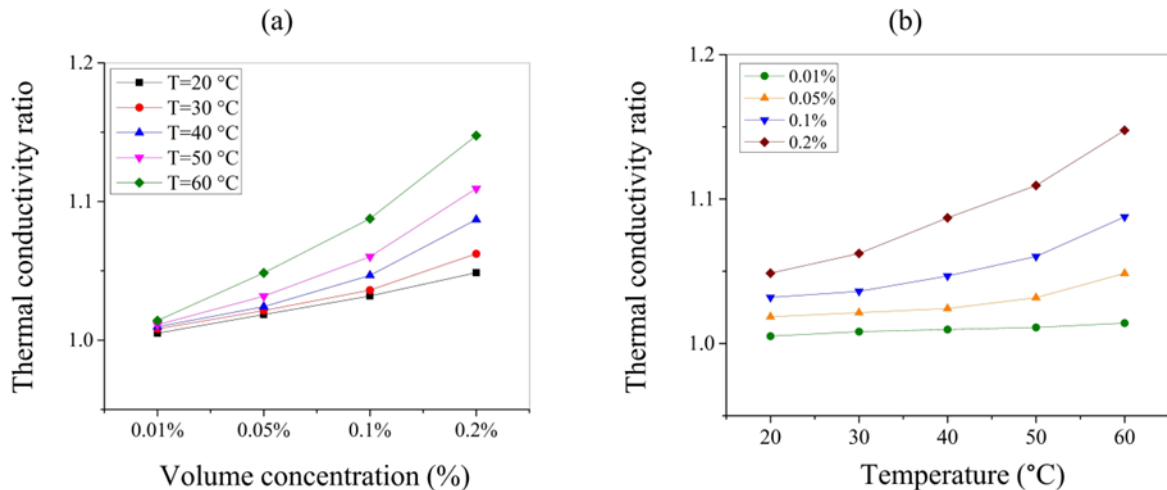 (a)
Thermal conductivity ratio
1.2
1.1
1.0
T=20 °C
T=30 °C
T=40 °C
T=50 °C
T=60 °C
0.01%
0.05%
0.1%
0.2%
Volume concentration (%)
(b)
Thermal conductivity ratio
1.2
1.1
1.0
0.01%
0.05%
0.1%
0.2%
20
30
40
50
60
Temperature (°C)